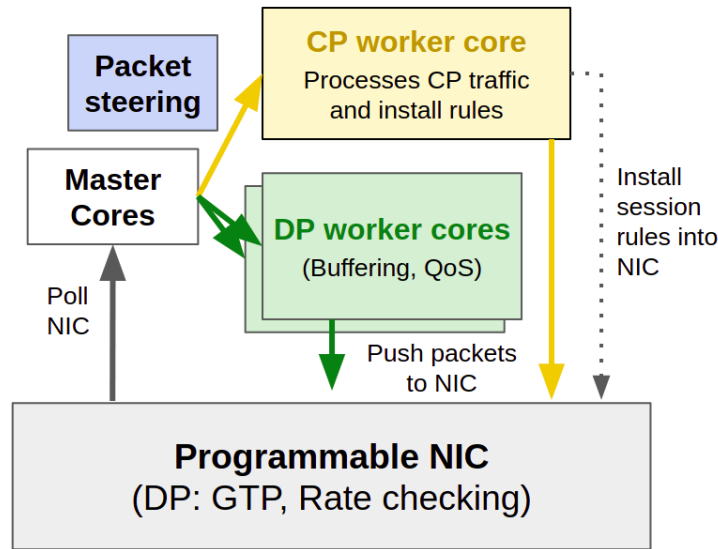 Packet
steering
CP worker core
Processes CP traffic
and install rules
Master
Cores
DP worker cores
(Buffering, QoS)
Install
session
rules into
NIC
Poll
NIC
Push packets
to NIC
Programmable NIC
(DP: GTP, Rate checking)